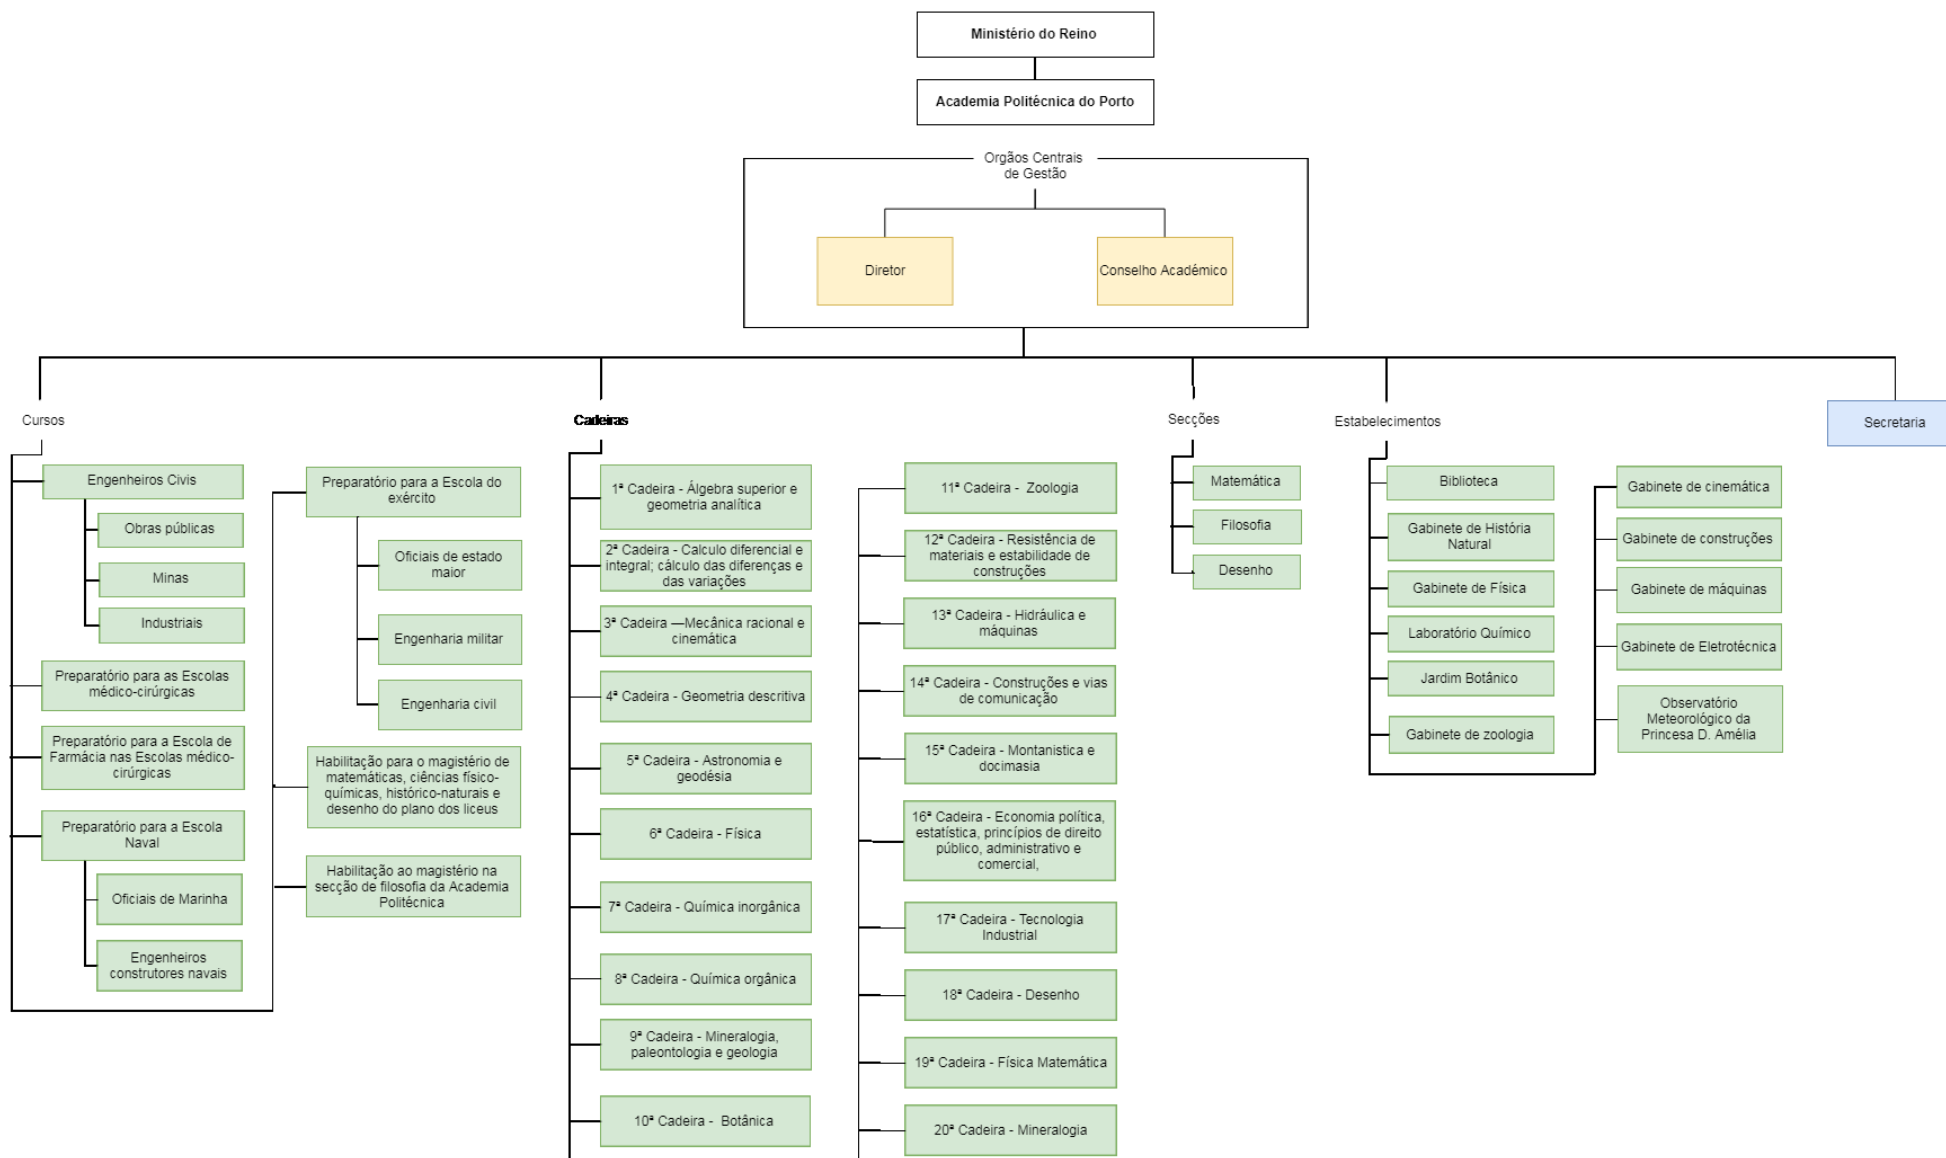 Ministério do Reino
Academia Politécnica do Porto
Orgãos Centrais
de Gestão
Diretor
Conselho Académico
Cursos
Engenheiros Civis
Obras públicas
Minas
Industriais
Preparatório para as Escolas
médico-cirúrgicas
Preparatório para a Escola de
Farmácia nas Escolas médico-
cirúrgicas
Preparatório para a Escola
Naval
Oficiais de Marinha
Engenheiros
construtores navais
Preparatório para a Escola do
exército
Oficiais de estado
maior
Engenharia militar
Engenharia civil
Habilitação para o magistério de
matemáticas, ciências físico-
químicas, histórico-naturais e
desenho do plano dos liceus
Habilitação ao magistério na
secção de filosofia da Academia
Politécnica
Cadeiras
1ª Cadeira - Álgebra superior e
geometria analítica
2ª Cadeira - Calculo diferencial e
integral; cálculo das diferenças e
das variações
3ª Cadeira —Mecânica racional e
cinemática
4ª Cadeira - Geometria descritiva
5ª Cadeira - Astronomia e
geodésia
6ª Cadeira - Física
7ª Cadeira - Química inorgânica
8ª Cadeira - Química orgânica
9ª Cadeira - Mineralogia,
paleontologia e geologia
10ª Cadeira - Botânica
11ª Cadeira - Zoologia
12ª Cadeira - Resistência de
materiais e estabilidade de
construções
13ª Cadeira - Hidráulica e
máquinas
14ª Cadeira - Construções e vias
de comunicação
15ª Cadeira - Montanistica e
docimasia
16ª Cadeira - Economia política,
estatística, princípios de direito
público, administrativo e
comercial,
17ª Cadeira - Tecnologia
Industrial
18ª Cadeira - Desenho
19ª Cadeira - Física Matemática
20ª Cadeira - Mineralogia
Secções
Matemática
Filosofia
Desenho
Estabelecimentos
Biblioteca
Gabinete de História
Natural
Gabinete de Física
Laboratório Químico
Jardim Botânico
Gabinete de zoologia
Gabinete de cinemática
Gabinete de construções
Gabinete de máquinas
Gabinete de Eletrotécnica
Observatório
Meteorológico da
Princesa D. Amélia
Secretaria